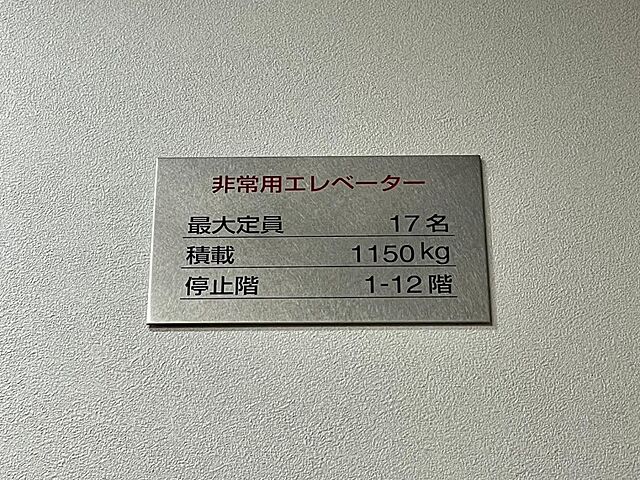 非常用エレベーター
最大定員 17名
積載 1150kg
停止階 1-12階